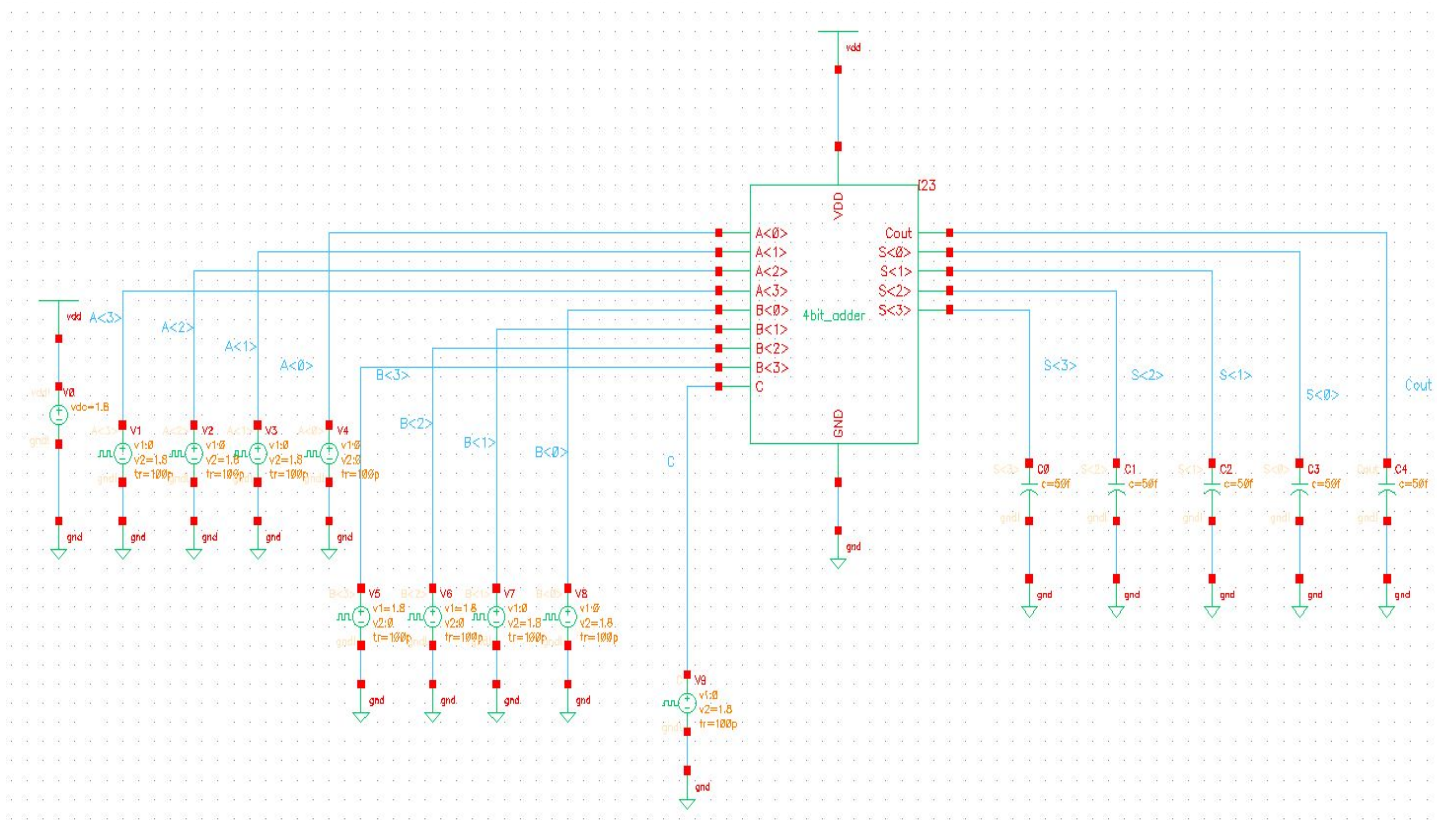 vdd
I23
VDD
A<0>
A<1>
A<2>
A<3>
B<0>
B<1>
B<2>
B<3>
C
Cout
S<0>
S<1>
S<2>
S<3>
4bit_adder
GND
gnd
vdd
V0
vdc=1.8
gnd
A<3>
A<2>
A<1>
A<0>
B<3>
B<2>
B<1>
B<0>
C
S<3>
S<2>
S<1>
S<0>
Cout
V1
v1:0
v2=1.8
tr=100p
gnd
V2
v1:0
v2=1.8
tr=100p
gnd
V3
v1:0
v2=1.8
tr=100p
gnd
V4
v1:0
v2:0
tr=100p
gnd
V5
v1=1.8
v2:0
tr=100p
gnd
V6
v1=1.8
v2:0
tr=100p
gnd
V7
v1:0
v2=1.8
tr=100p
gnd
V8
v1:0
v2=1.8
tr=100p
gnd
V9
v1:0
v2=1.8
tr=100p
gnd
C0
c=50f
gnd
C1
c=50f
gnd
C2
c=50f
gnd
C3
c=50f
gnd
C4
c=50f
gnd